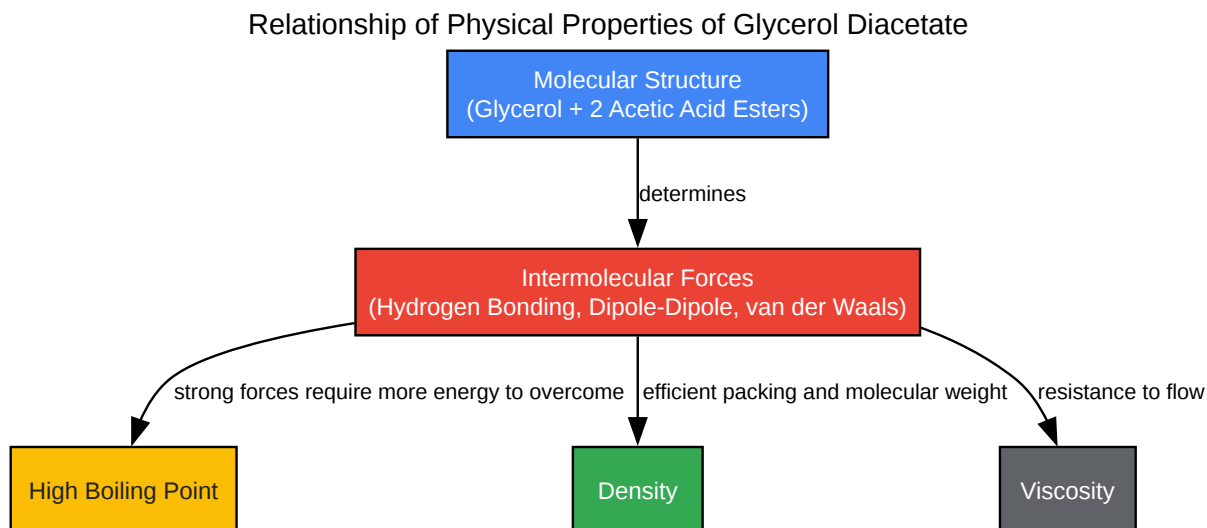 Relationship of Physical Properties of Glycerol Diacetate
Molecular Structure
(Glycerol + 2 Acetic Acid Esters)
determines
Intermolecular Forces
(Hydrogen Bonding, Dipole-Dipole, van der Waals)
strong forces require more energy to overcome
efficient packing and molecular weight
resistance to flow
High Boiling Point
Density
Viscosity